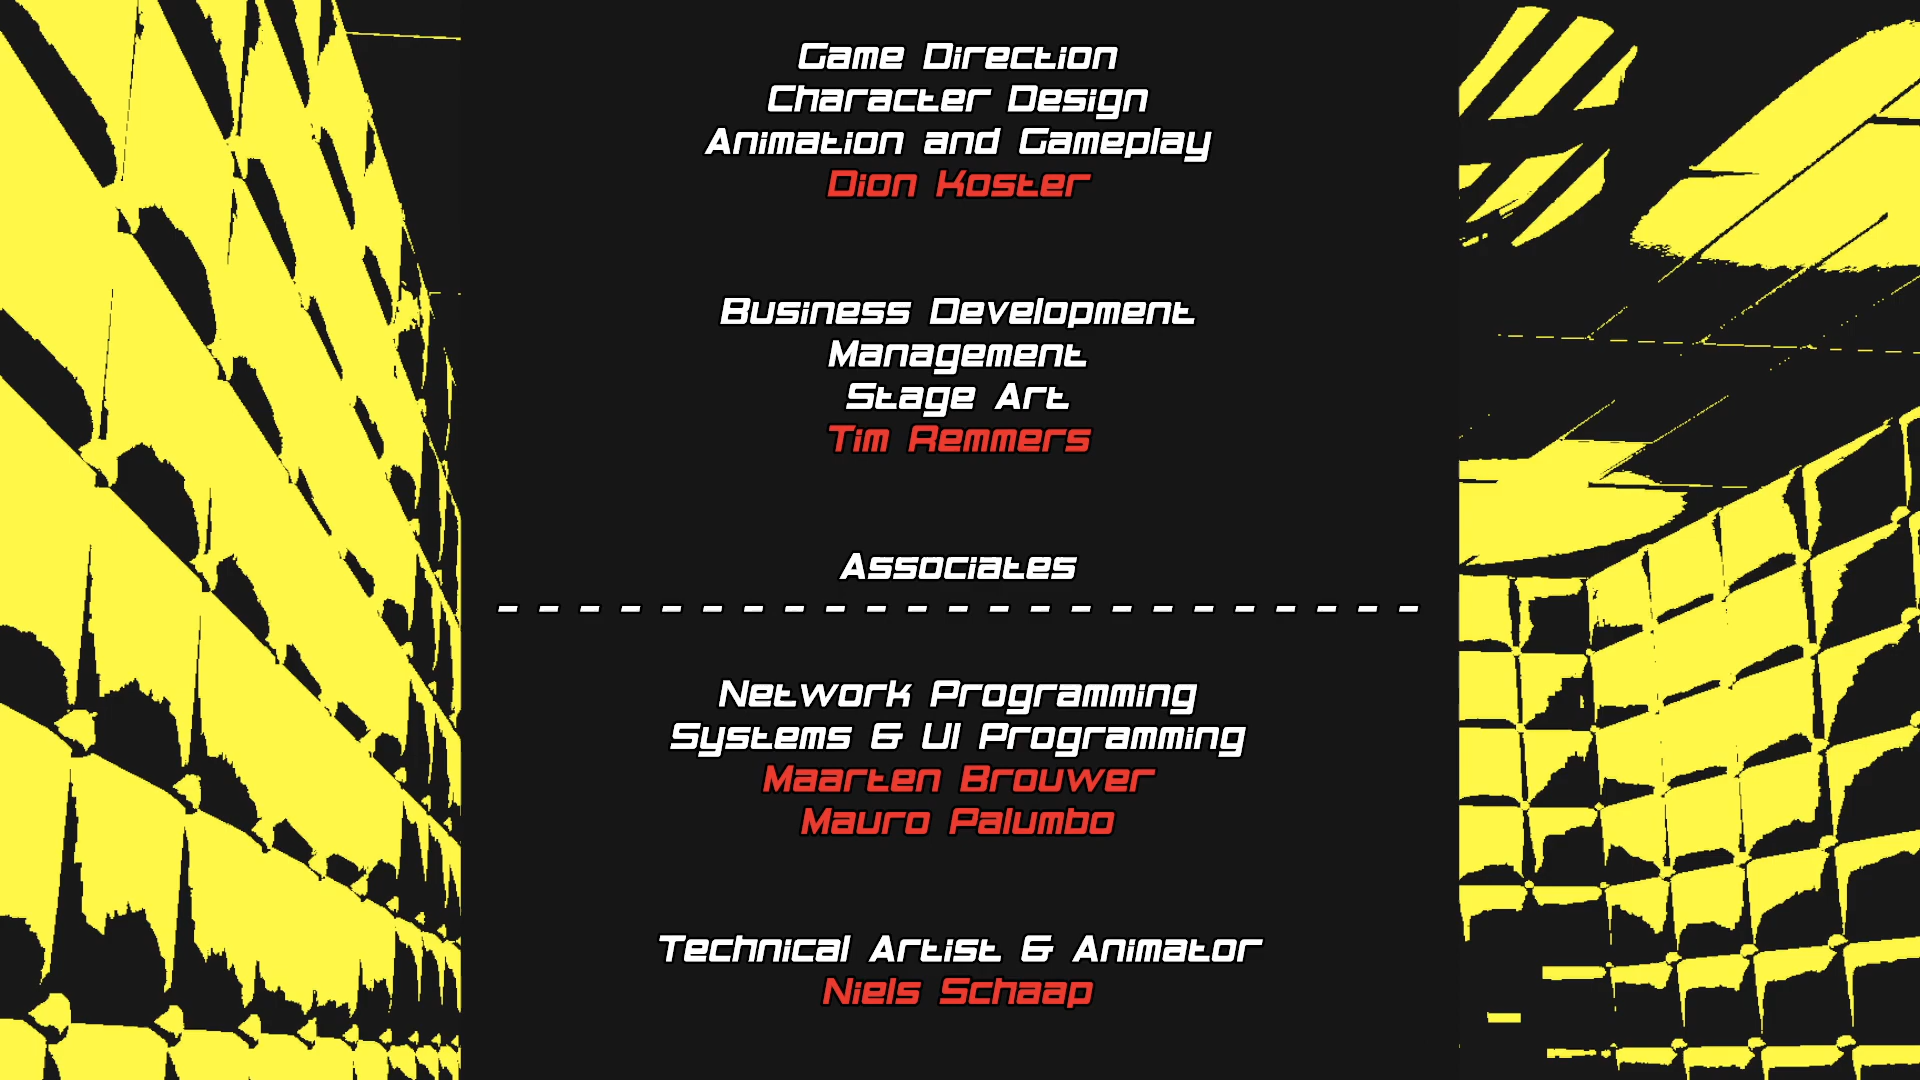 Game Direction
Character Design
Animation and Gameplay
Dion Koster
Business Development
Management
Stage Art
Tim Remmers
Associates
- - - - - - - - - - - - - - - - - - - - - - -
Network Programming
Systems & UI Programming
Maarten Brouwer
Mauro Palumbo
Technical Artist & Animator
Niels Schaap